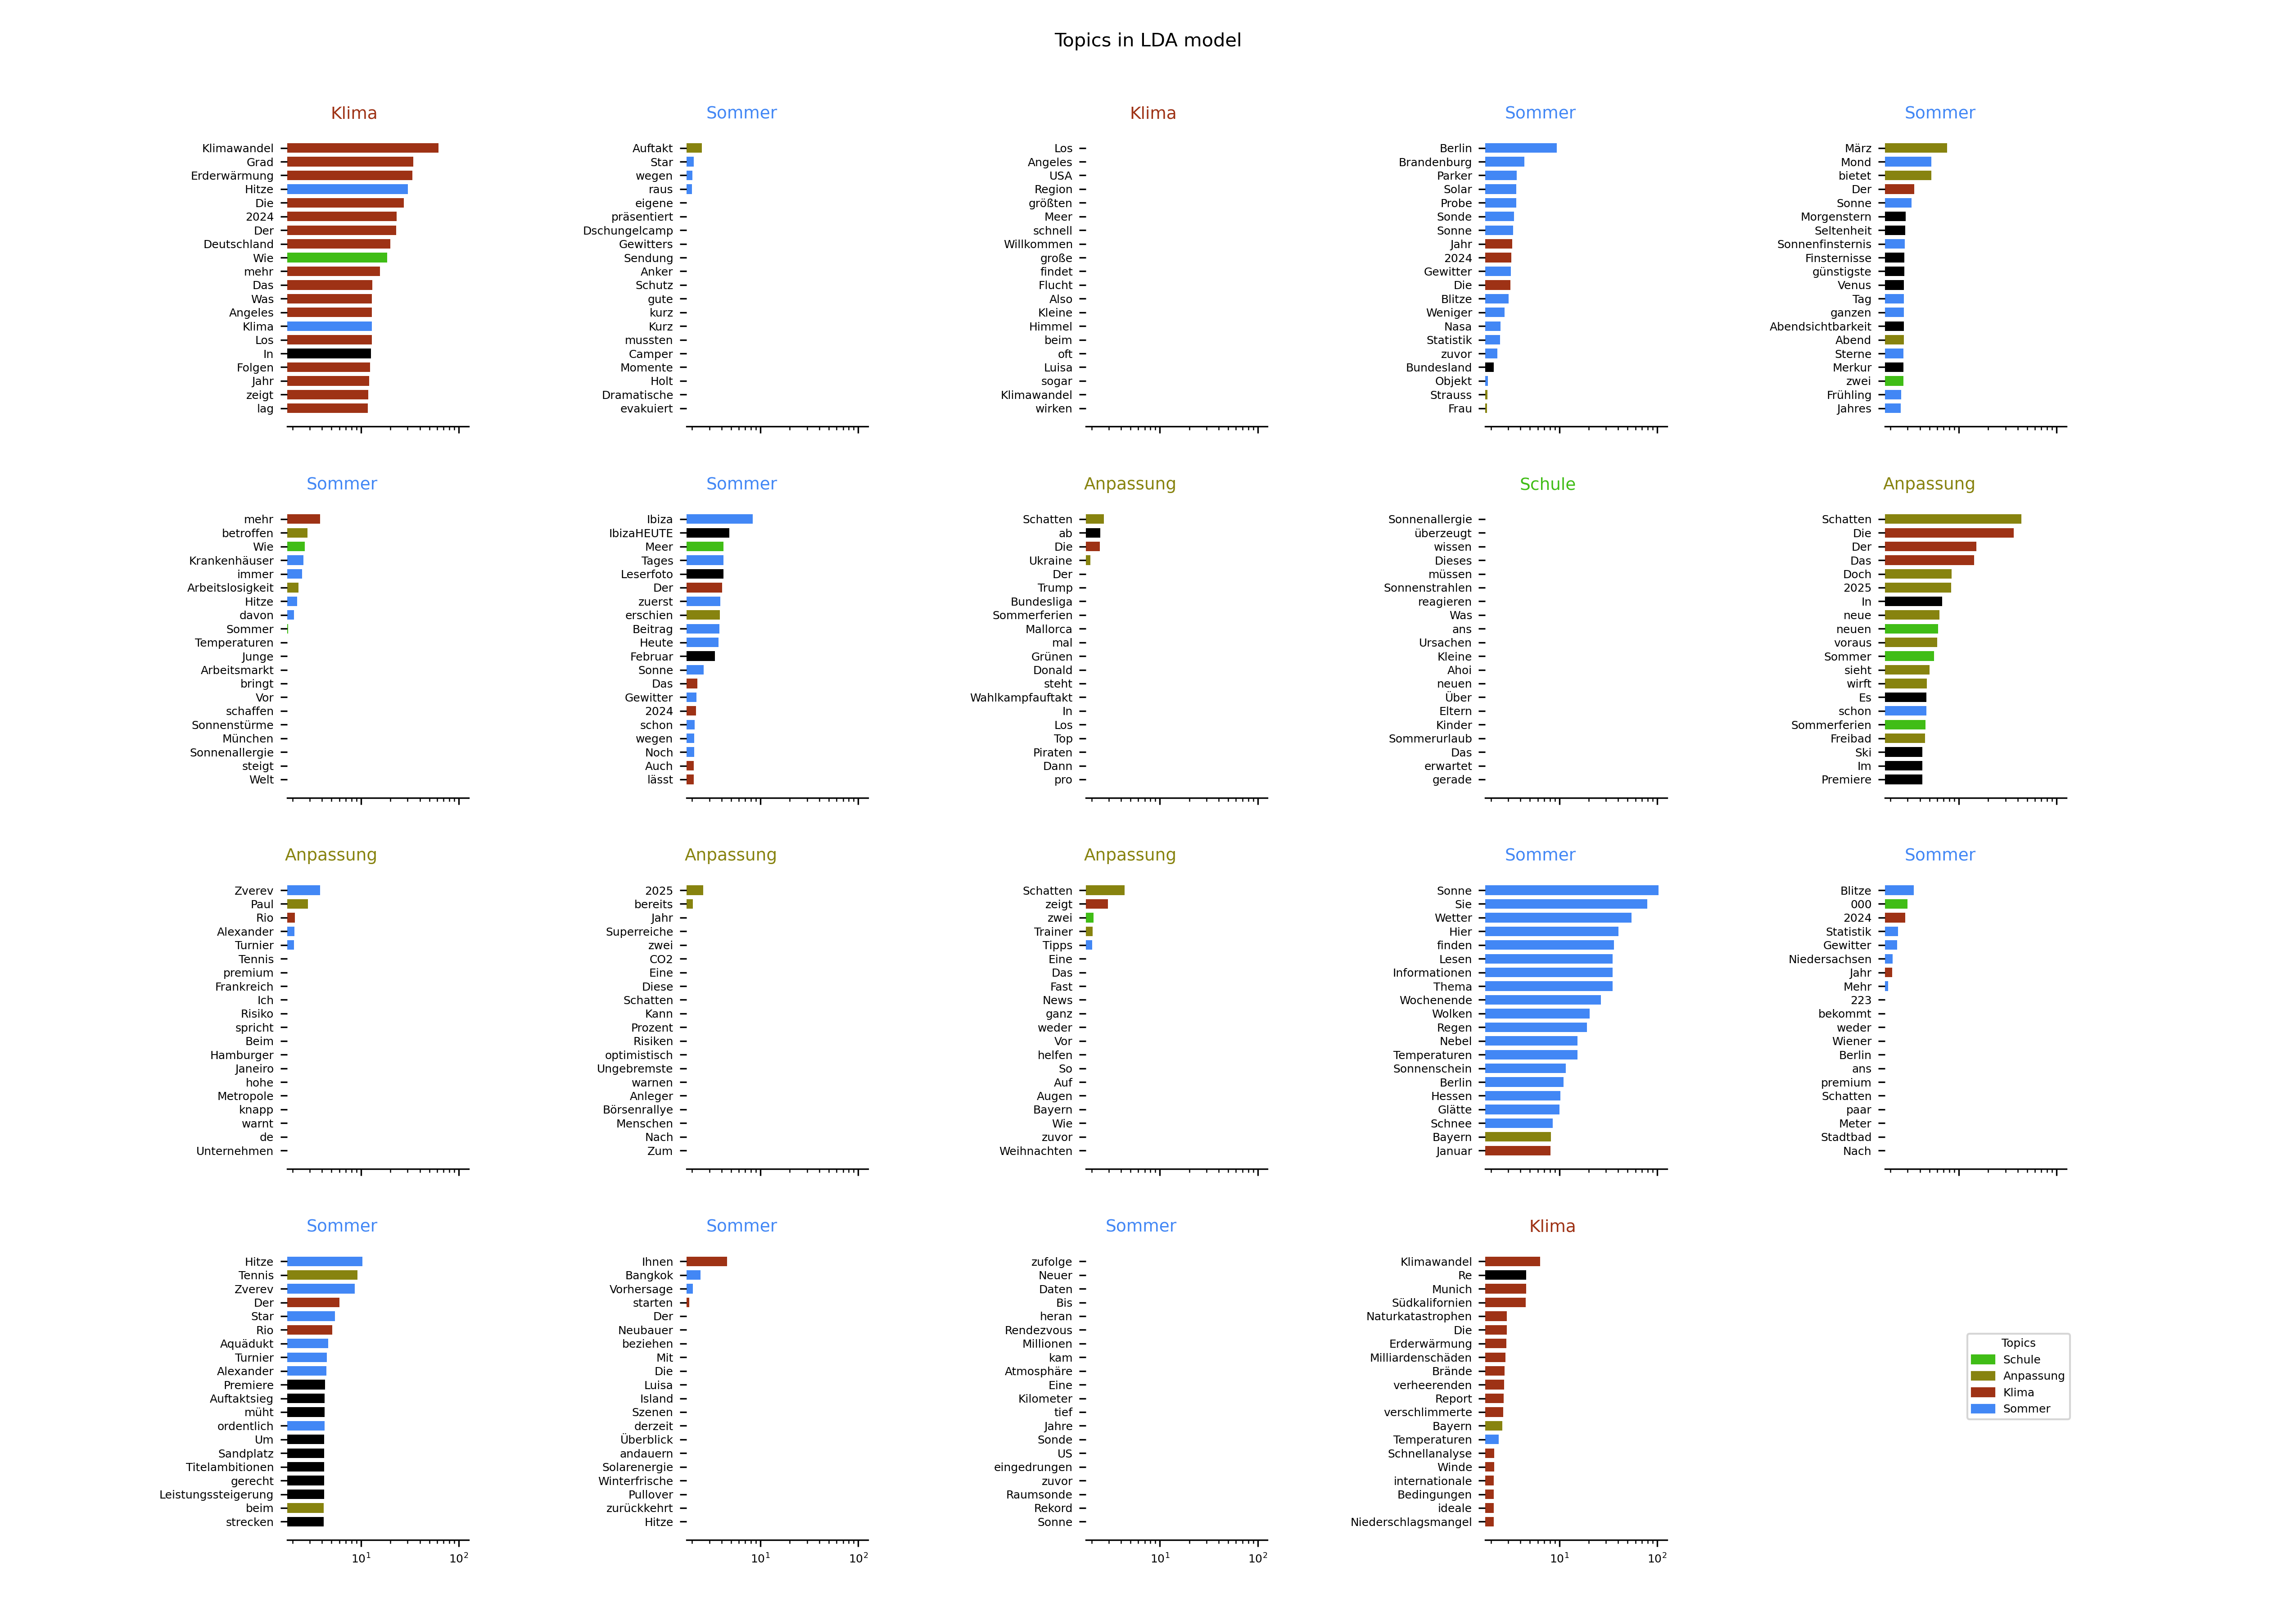 Topics in LDA model
Klima
Klimawandel
Grad
Erderwärmung
Hitze
Die
2024
Der
Deutschland
Wie
mehr
Das
Was
Angeles
Klima
Los
In
Folgen
Jahr
zeigt
lag
Sommer
Auftakt
Star
wegen
raus
eigene
präsentiert
Dschungelcamp
Gewitters
Sendung
Anker
Schutz
gute
kurz
Kurz
mussten
Camper
Momente
Holt
Dramatische
evakuiert
Klima
Los
Angeles
USA
Region
größten
Meer
schnell
Willkommen
große
findet
Flucht
Also
Kleine
Himmel
beim
oft
Luisa
sogar
Klimawandel
wirken
Sommer
Berlin
Brandenburg
Parker
Solar
Probe
Sonde
Sonne
Jahr
2024
Gewitter
Die
Blitze
Weniger
Nasa
Statistik
zuvor
Bundesland
Objekt
Strauss
Frau
Sommer
März
Mond
bietet
Der
Sonne
Morgenstern
Seltenheit
Sonnenfinsternis
Finsternisse
günstigste
Venus
Tag
ganzen
Abendsichtbarkeit
Abend
Sterne
Merkur
zwei
Frühling
Jahres
Sommer
mehr
betroffen
Wie
Krankenhäuser
immer
Arbeitslosigkeit
Hitze
davon
Sommer
Temperaturen
Junge
Arbeitsmarkt
bringt
Vor
schaffen
Sonnenstürme
München
Sonnenallergie
steigt
Welt
Sommer
Ibiza
IbizaHEUTE
Meer
Tages
Leserfoto
Der
zuerst
erschien
Beitrag
Heute
Februar
Sonne
Das
Gewitter
2024
schon
wegen
Noch
Auch
lässt
Anpassung
Schatten
ab
Die
Ukraine
Der
Trump
Bundesliga
Sommerferien
Mallorca
mal
Grünen
Donald
steht
Wahlkampfauftakt
In
Los
Top
Piraten
Dann
pro
Schule
Sonnenallergie
überzeugt
wissen
Dieses
müssen
Sonnenstrahlen
reagieren
Was
ans
Ursachen
Kleine
Ahoi
neuen
Über
Eltern
Kinder
Sommerurlaub
Das
erwartet
gerade
Anpassung
Schatten
Die
Der
Das
Doch
2025
In
neue
neuen
voraus
Sommer
sieht
wirft
Es
schon
Sommerferien
Freibad
Ski
Im
Premiere
Anpassung
Zverev
Paul
Rio
Alexander
Turnier
Tennis
premium
Frankreich
Ich
Risiko
spricht
Beim
Hamburger
Janeiro
hohe
Metropole
knapp
warnt
de
Unternehmen
Anpassung
2025
bereits
Jahr
Superreiche
zwei
CO2
Eine
Diese
Schatten
Kann
Prozent
Risiken
optimistisch
Ungebremste
warnen
Anleger
Börsenrallye
Menschen
Nach
Zum
Anpassung
Schatten
zeigt
zwei
Trainer
Tipps
Eine
Das
Fast
News
ganz
weder
Vor
helfen
So
Auf
Augen
Bayern
Wie
zuvor
Weihnachten
Sommer
Sonne
Sie
Wetter
Hier
finden
Lesen
Informationen
Thema
Wochenende
Wolken
Regen
Nebel
Temperaturen
Sonnenschein
Berlin
Hessen
Glätte
Schnee
Bayern
Januar
Sommer
Blitze
000
2024
Statistik
Gewitter
Niedersachsen
Jahr
Mehr
223
bekommt
weder
Wiener
Berlin
ans
premium
Schatten
paar
Meter
Stadtbad
Nach
Sommer
Hitze
Tennis
Zverev
Der
Star
Rio
Aquädukt
Turnier
Alexander
Premiere
Auftaktsieg
müht
ordentlich
Um
Sandplatz
Titelambitionen
gerecht
Leistungssteigerung
beim
strecken
10¹ 10²
Sommer
Ihnen
Bangkok
Vorhersage
starten
Der
Neubauer
beziehen
Mit
Die
Luisa
Island
Szenen
derzeit
Überblick
andauern
Solarenergie
Winterfrische
Pullover
zurückkehrt
Hitze
10¹ 10²
Sommer
zufolge
Neuer
Daten
Bis
heran
Rendezvous
Millionen
kam
Atmosphäre
Eine
Kilometer
tief
Jahre
Sonde
US
eingedrungen
zuvor
Raumsonde
Rekord
Sonne
10¹ 10²
Klima
Klimawandel
Re
Munich
Südkalifornien
Naturkatastrophen
Die
Erderwärmung
Milliardenschäden
Brände
verheerenden
Report
verschlimmerte
Bayern
Temperaturen
Schnellanalyse
Winde
internationale
Bedingungen
ideale
Niederschlagsmangel
10¹ 10²
Topics
Schule
Anpassung
Klima
Sommer